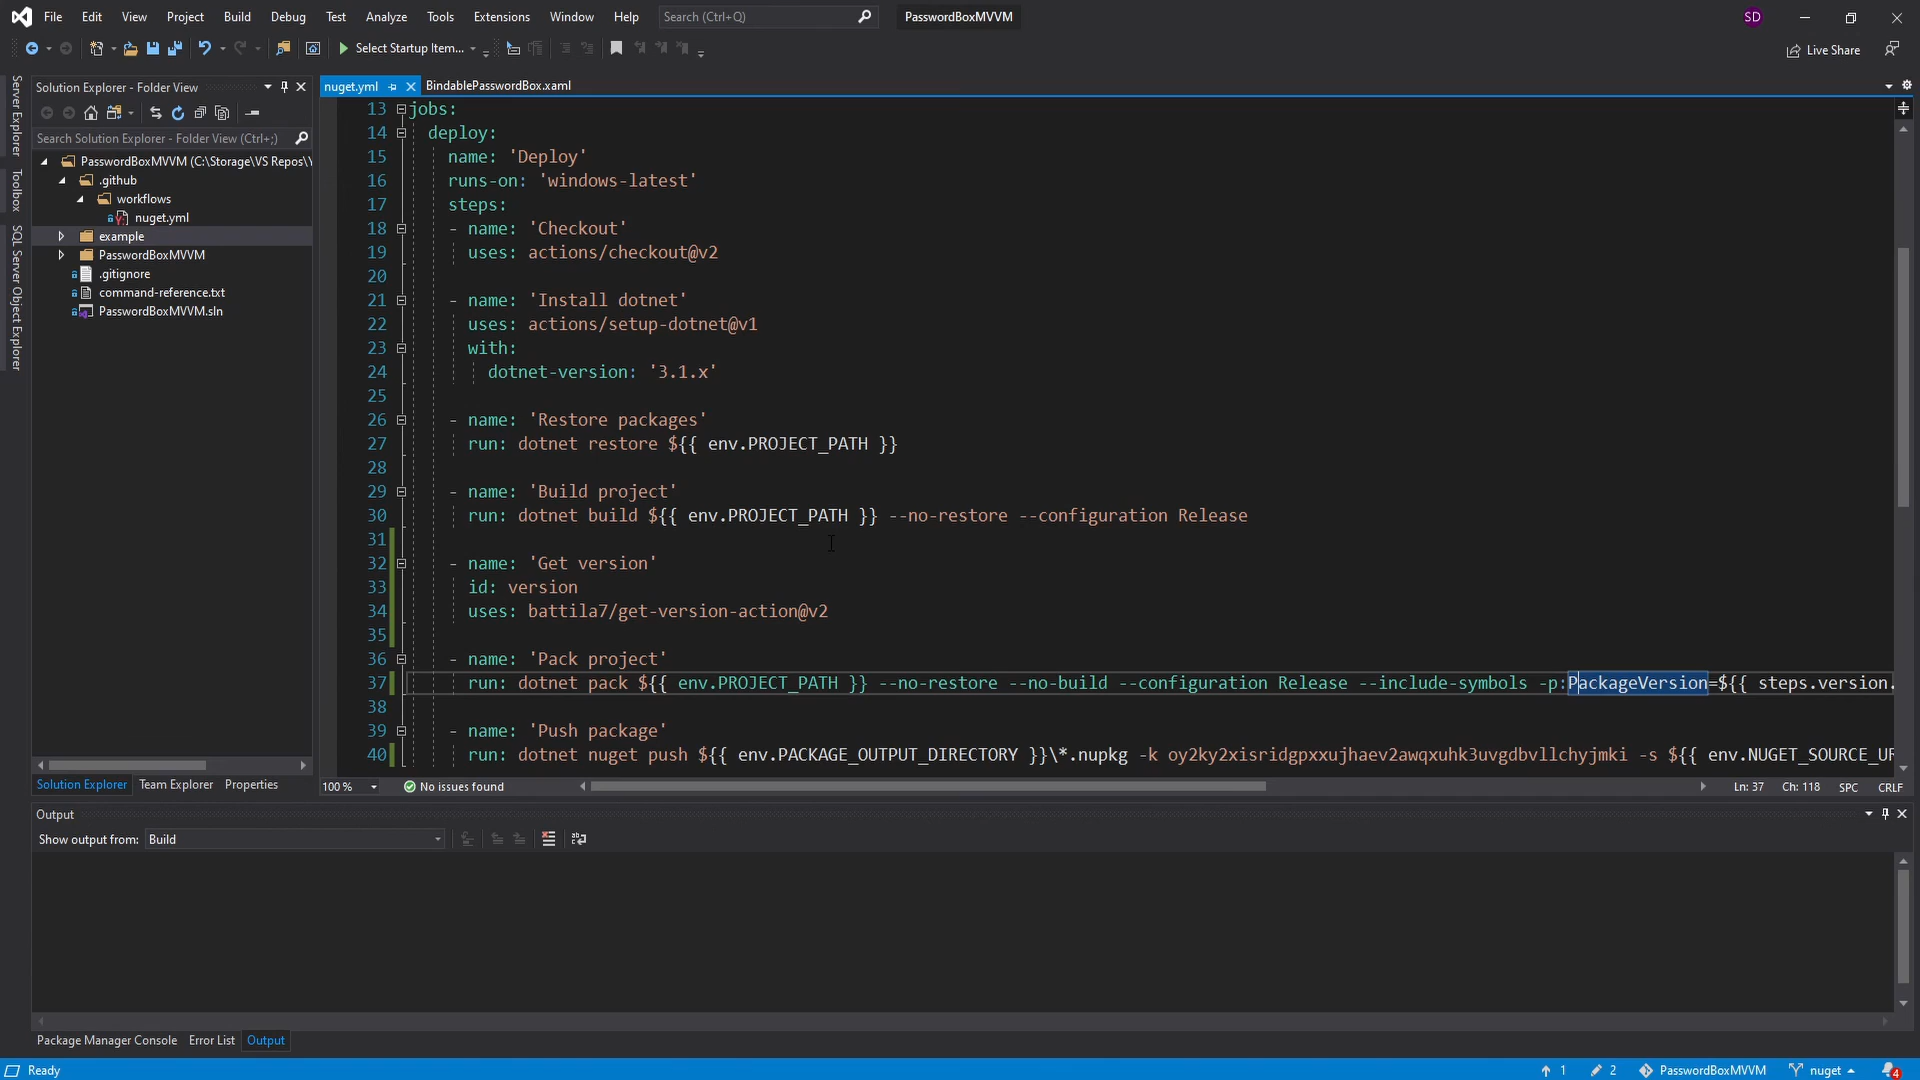 File Edit View Project Build Debug Test Analyze Tools Extensions Window Help Search (Ctrl+Q) PasswordBoxMVVM SD
Select Startup Item... Live Share
Server Explorer
Toolbox
SQL Server Object Explorer
Solution Explorer - Folder View
Search Solution Explorer - Folder View (Ctrl+;)
PasswordBoxMVVM (C:\Storage\VS Repos\Y
.github
workflows
nuget.yml
example
PasswordBoxMVVM
.gitignore
command-reference.txt
PasswordBoxMVVM.sln
Solution Explorer Team Explorer Properties
nuget.yml BindablePasswordBox.xaml
13 jobs:
14 deploy:
15 name: 'Deploy'
16 runs-on: 'windows-latest'
17 steps:
18 - name: 'Checkout'
19 uses: actions/checkout@v2
20
21 - name: 'Install dotnet'
22 uses: actions/setup-dotnet@v1
23 with:
24 dotnet-version: '3.1.x'
25
26 - name: 'Restore packages'
27 run: dotnet restore ${{ env.PROJECT_PATH }}
28
29 - name: 'Build project'
30 run: dotnet build ${{ env.PROJECT_PATH }} --no-restore --configuration Release
31
32 - name: 'Get version'
33 id: version
34 uses: battila7/get-version-action@v2
35
36 - name: 'Pack project'
37 run: dotnet pack ${{ env.PROJECT_PATH }} --no-restore --no-build --configuration Release --include-symbols -p:PackageVersion=${{ steps.version.
38
39 - name: 'Push package'
40 run: dotnet nuget push ${{ env.PACKAGE_OUTPUT_DIRECTORY }}\*.nupkg -k oy2ky2xisridgpxxujhaev2awqxuhk3uvgdbvllchyjmki -s ${{ env.NUGET_SOURCE_UR
100 % No issues found Ln: 37 Ch: 118 SPC CRLF
Output
Show output from: Build
Package Manager Console Error List Output
Ready 1 2 PasswordBoxMVVM nuget 4